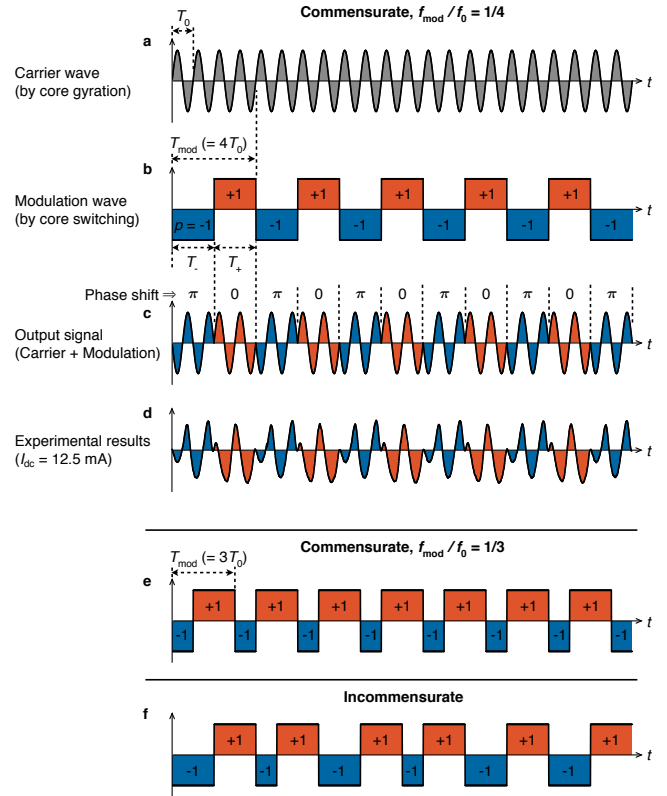 Commensurate, f_mod / f_0 = 1/4
T_0
a
Carrier wave
(by core gyration)
t
T_mod (= 4T_0)
b
Modulation wave
(by core switching)
+1 +1 +1 +1 +1
t
p = -1 -1 -1 -1 -1 -1
T_- T_+
Phase shift ⇒ π 0 π 0 π 0 π 0 π 0 π
c
Output signal
(Carrier + Modulation)
t
d
Experimental results
(I_dc = 12.5 mA)
t
Commensurate, f_mod / f_0 = 1/3
T_mod (= 3T_0)
e
+1 +1 +1 +1 +1 +1 +1
t
-1 -1 -1 -1 -1 -1 -1 -1
Incommensurate
f
+1 +1 +1 +1 +1 +1
t
-1 -1 -1 -1 -1 -1